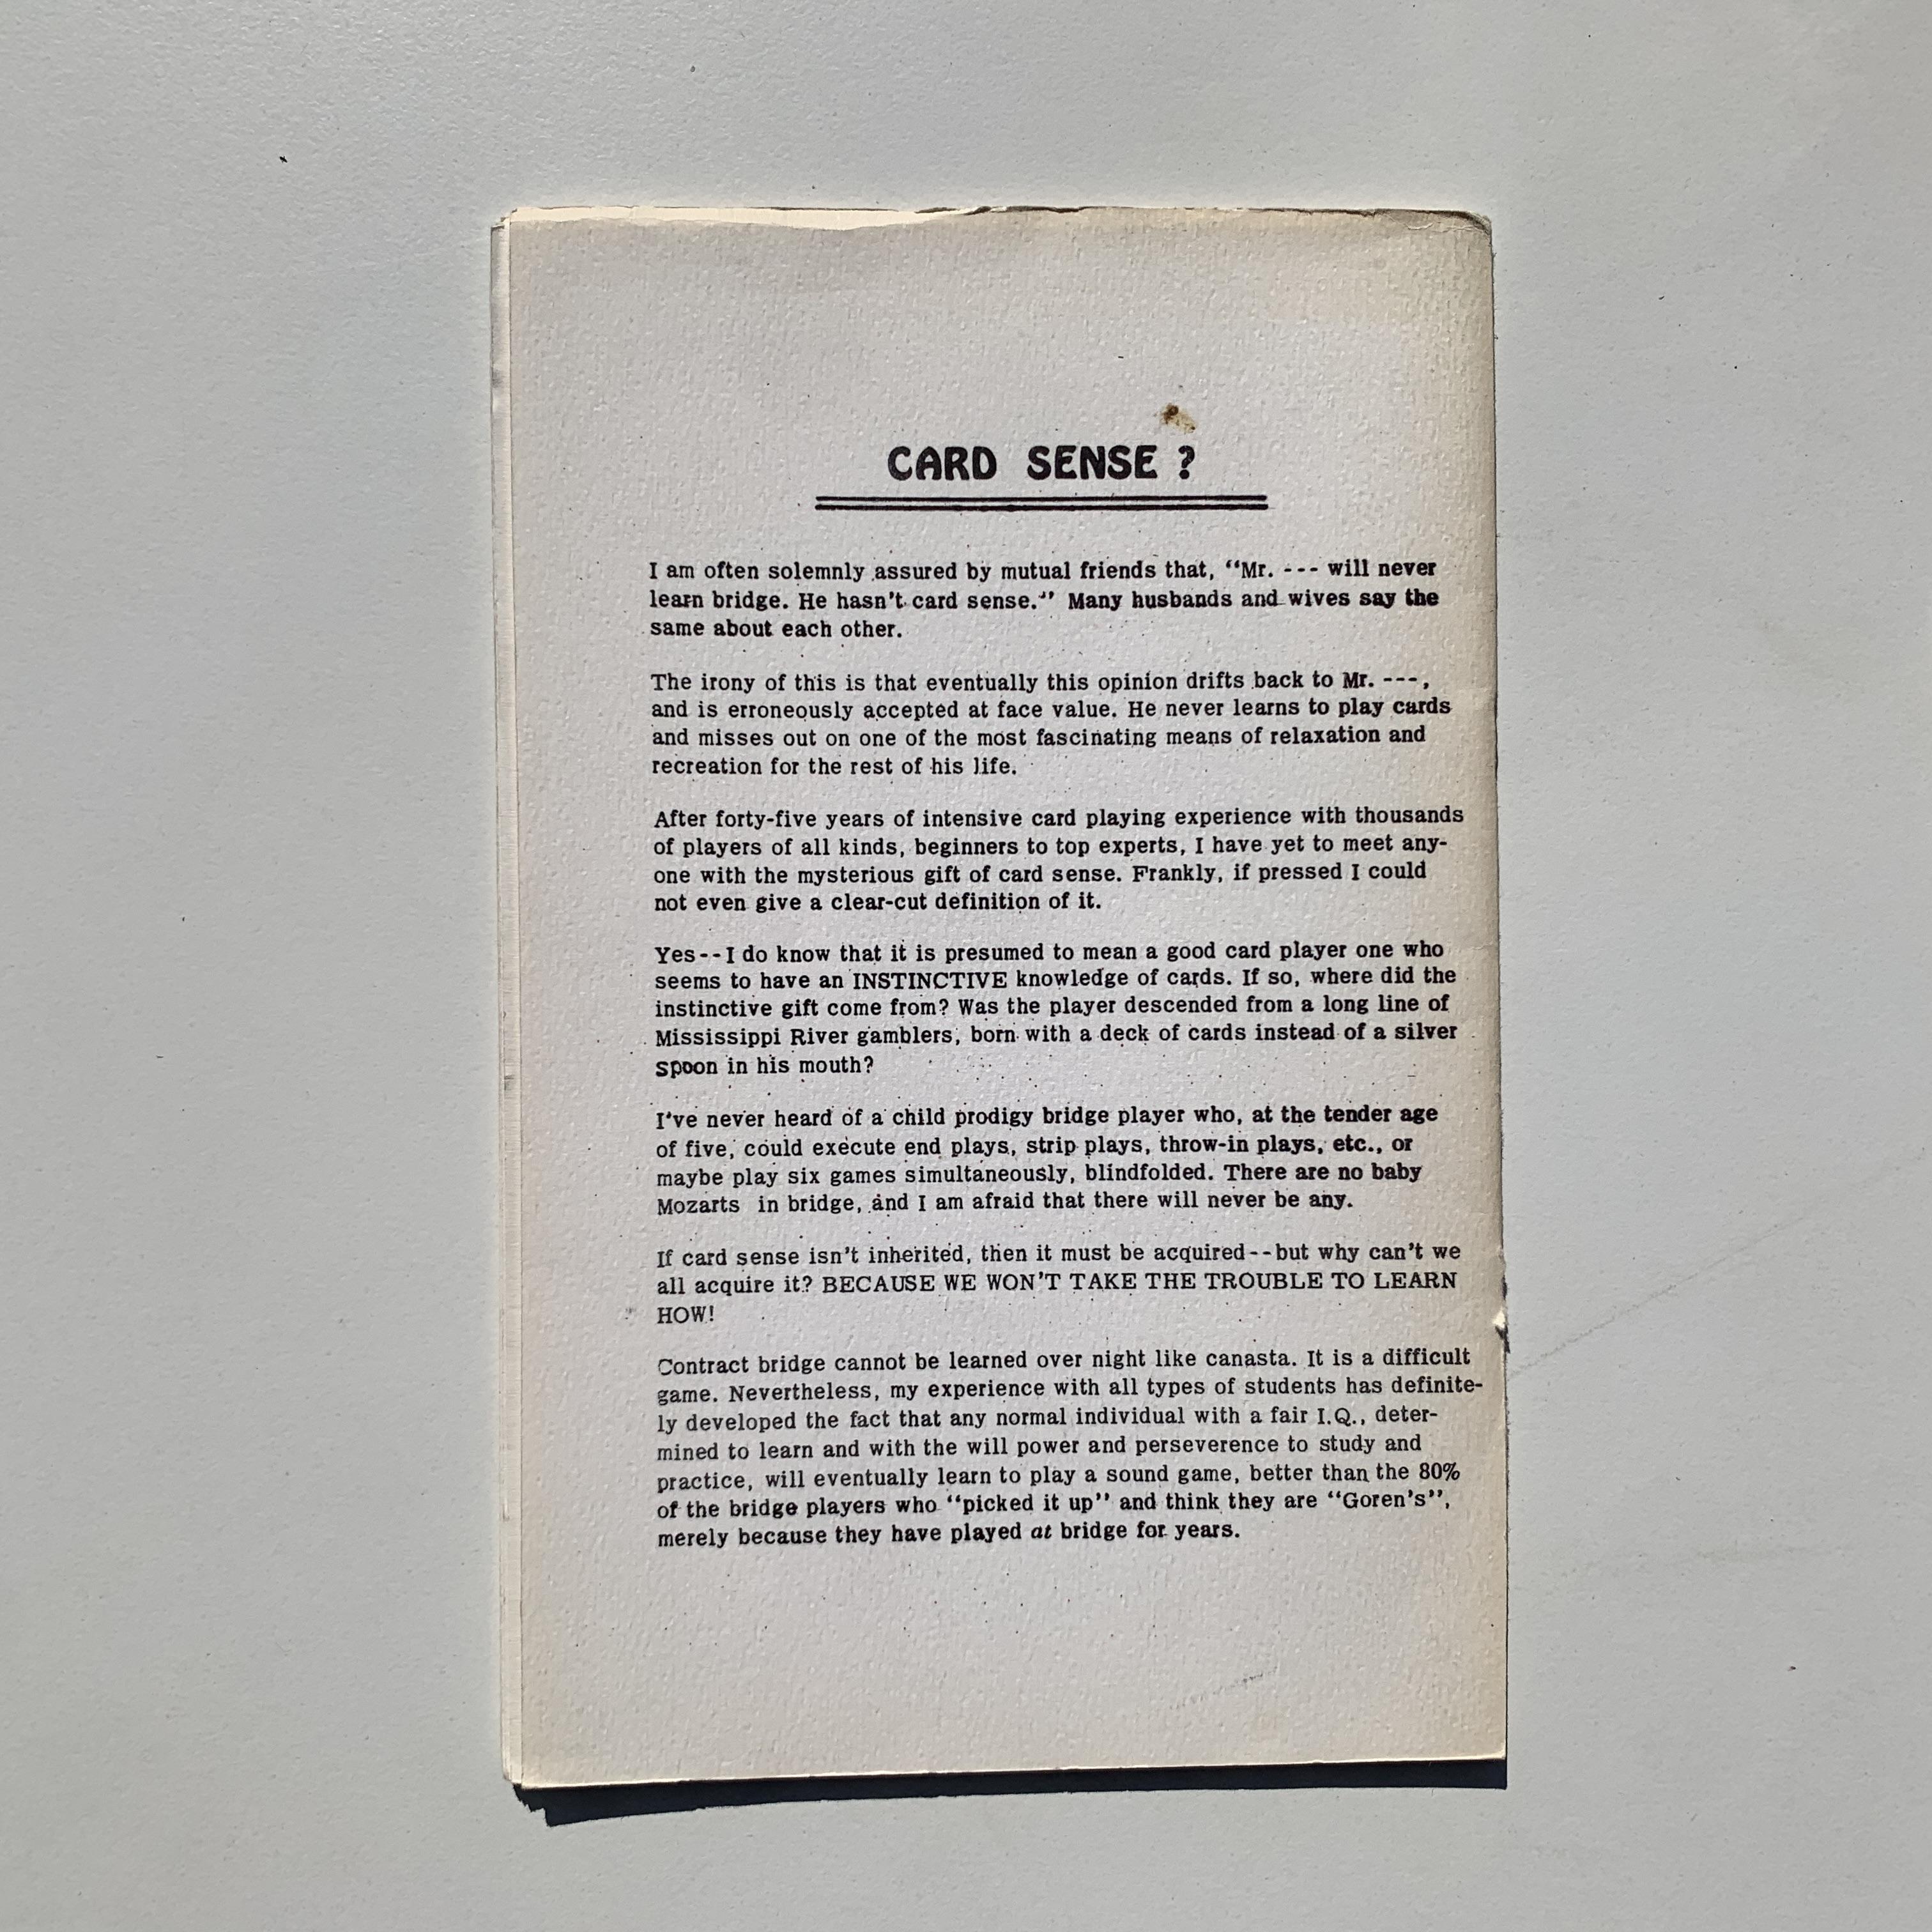 CARD SENSE ?
I am often solemnly assured by mutual friends that, "Mr. --- will never
learn bridge. He hasn't card sense." Many husbands and wives say the
same about each other.
The irony of this is that eventually this opinion drifts back to Mr. ---,
and is erroneously accepted at face value. He never learns to play cards
and misses out on one of the most fascinating means of relaxation and
recreation for the rest of his life.
After forty-five years of intensive card playing experience with thousands
of players of all kinds, beginners to top experts, I have yet to meet any-
one with the mysterious gift of card sense. Frankly, if pressed I could
not even give a clear-cut definition of it.
Yes--I do know that it is presumed to mean a good card player one who
seems to have an INSTINCTIVE knowledge of cards. If so, where did the
instinctive gift come from? Was the player descended from a long line of
Mississippi River gamblers, born with a deck of cards instead of a silver
spoon in his mouth?
I've never heard of a child prodigy bridge player who, at the tender age
of five, could execute end plays, strip plays, throw-in plays, etc., or
maybe play six games simultaneously, blindfolded. There are no baby
Mozarts in bridge, and I am afraid that there will never be any.
If card sense isn't inherited, then it must be acquired--but why can't we
all acquire it? BECAUSE WE WON'T TAKE THE TROUBLE TO LEARN
HOW!
Contract bridge cannot be learned over night like canasta. It is a difficult
game. Nevertheless, my experience with all types of students has definite-
ly developed the fact that any normal individual with a fair I.Q., deter-
mined to learn and with the will power and perseverence to study and
practice, will eventually learn to play a sound game, better than the 80%
of the bridge players who "picked it up" and think they are "Goren's",
merely because they have played at bridge for years.